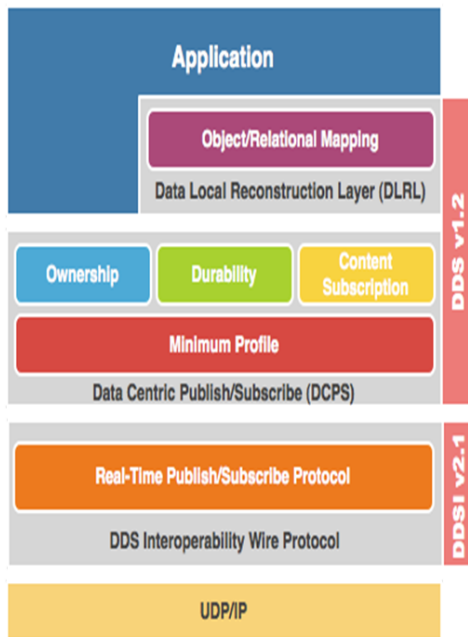 Application
Object/Relational Mapping
Data Local Reconstruction Layer (DLRL)
DDS v1.2
Ownership
Durability
Content
Subscription
Minimum Profile
Data Centric Publish/Subscribe (DCPS)
Real-Time Publish/Subscribe Protocol
DDS Interoperability Wire Protocol
DDSI v2.1
UDP/IP